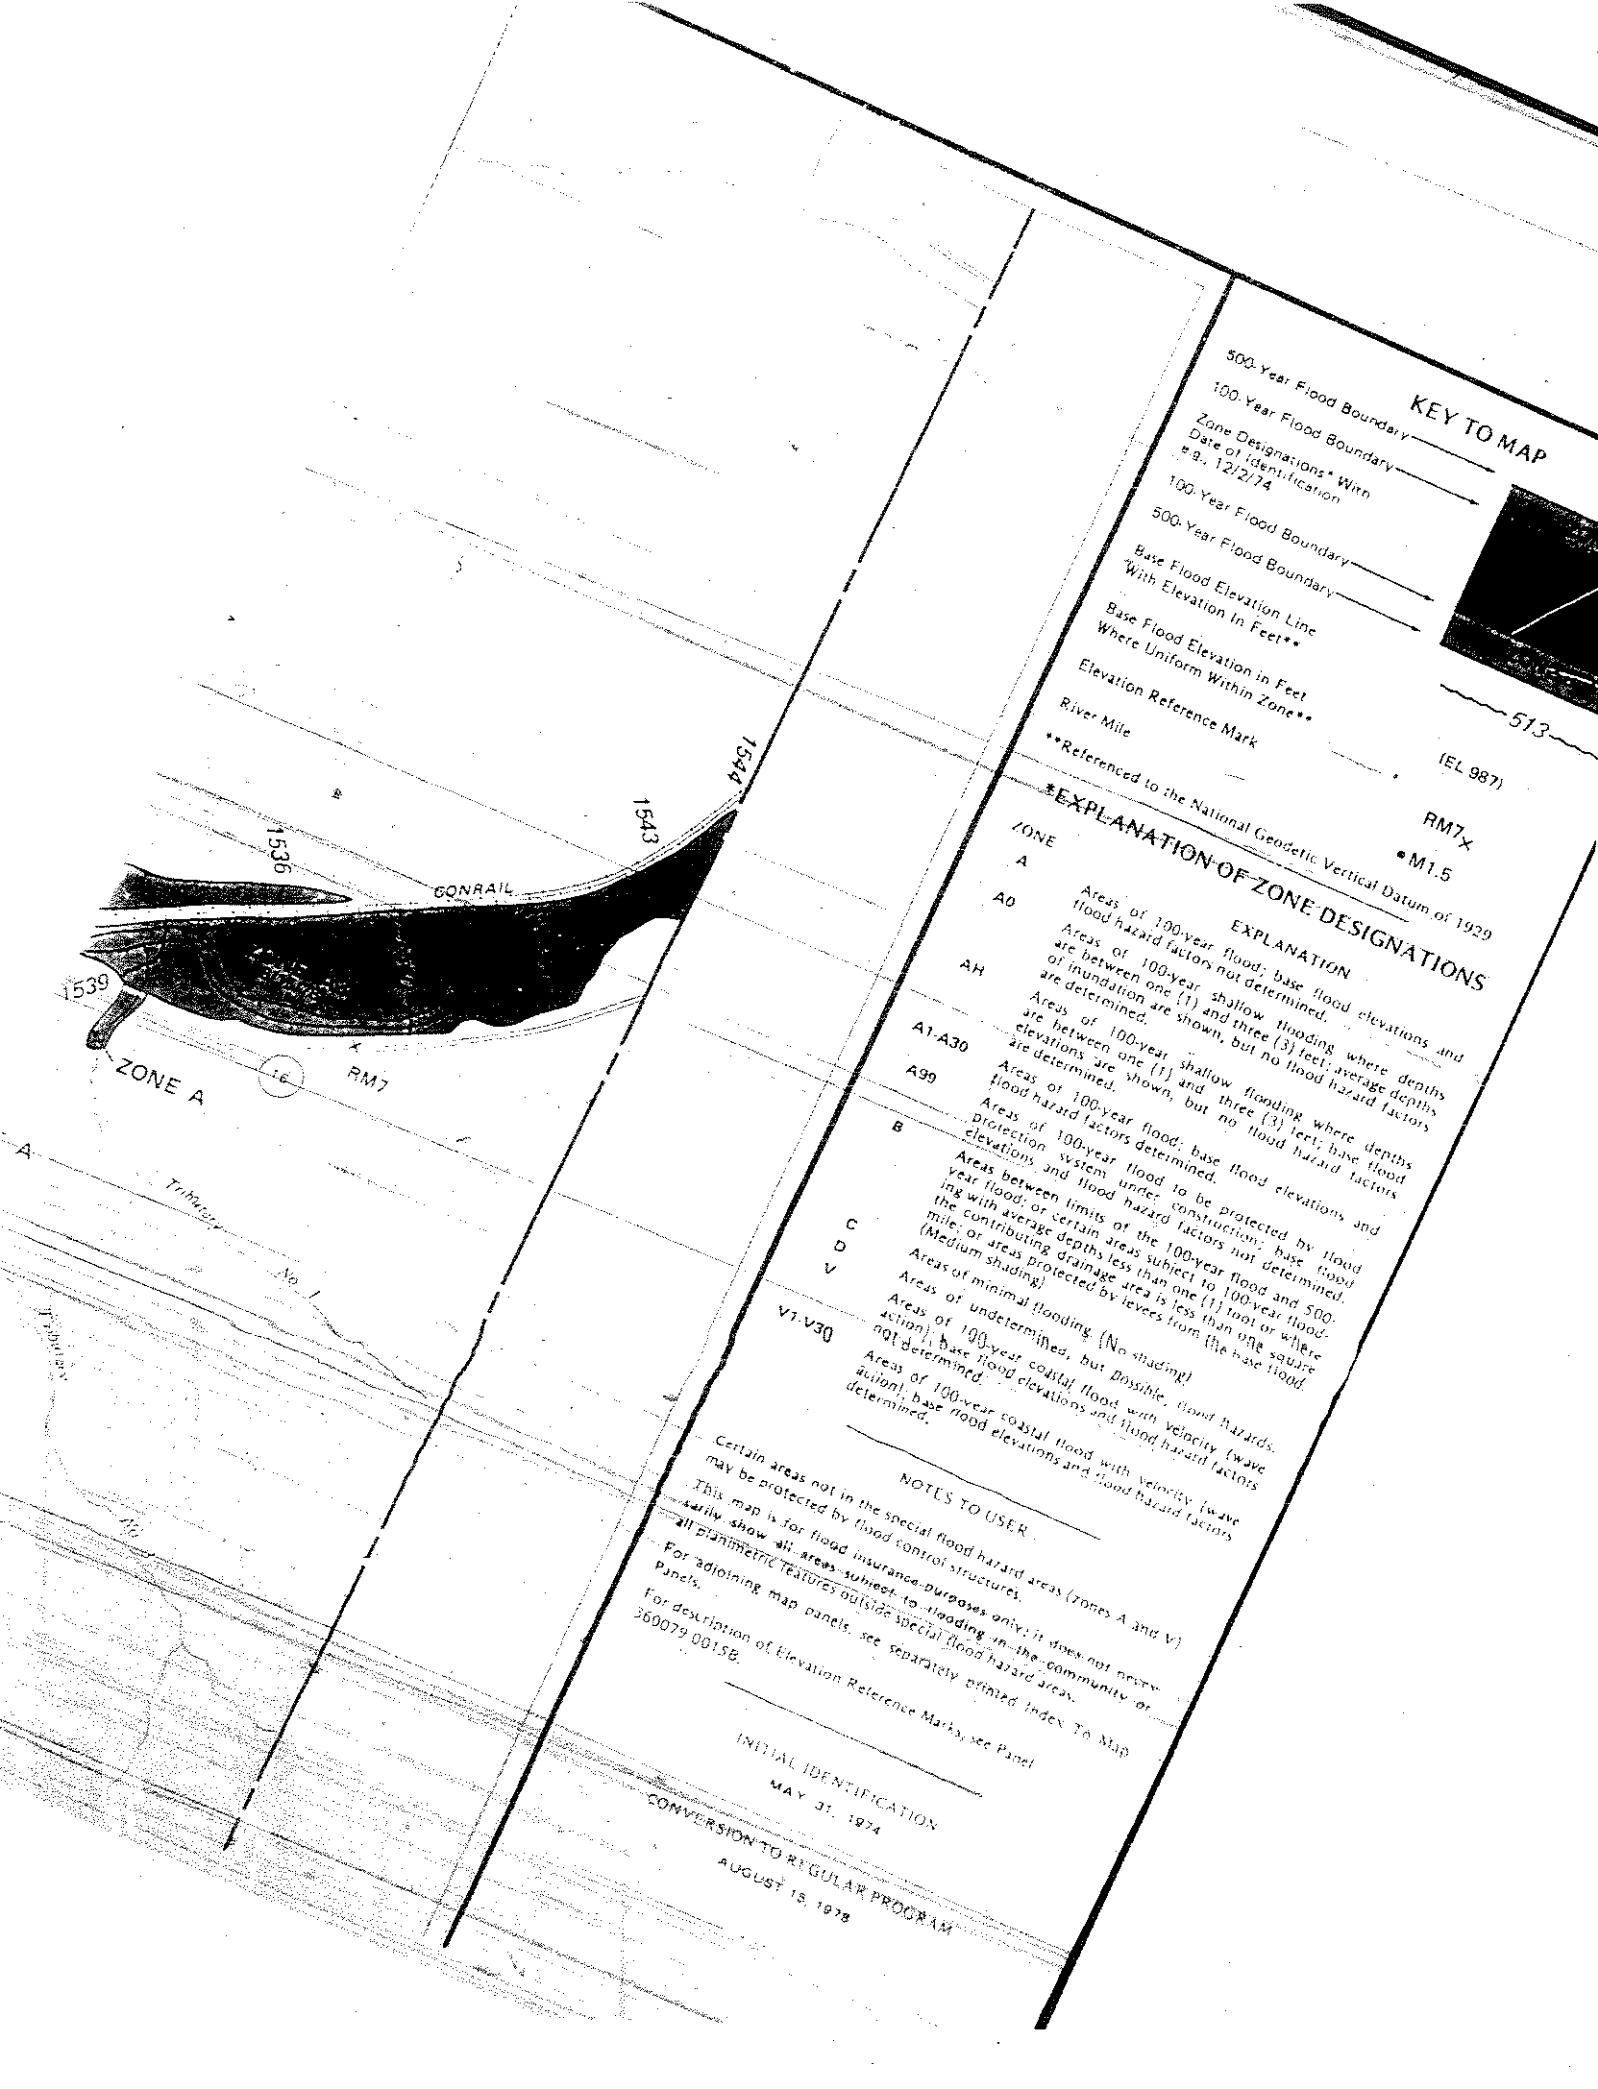 1544
1543
1536
CONRAIL
1539
ZONE A
16
RM7
A
Tributary No 1
Tributary
No
KEY TO MAP
500-Year Flood Boundary
100-Year Flood Boundary
Zone Designations* With
Date of Identification
e.g., 12/2/74
100-Year Flood Boundary
500-Year Flood Boundary
Base Flood Elevation Line
With Elevation In Feet**
513
Base Flood Elevation in Feet
Where Uniform Within Zone**
(EL 987)
Elevation Reference Mark
RM7x
River Mile
•M1.5
**Referenced to the National Geodetic Vertical Datum of 1929
*EXPLANATION OF ZONE DESIGNATIONS
ZONE EXPLANATION
A Areas of 100-year flood; base flood elevations and
flood hazard factors not determined.
A0 Areas of 100-year shallow flooding where depths
are between one (1) and three (3) feet; average depths
of inundation are shown, but no flood hazard factors
are determined.
AH Areas of 100-year shallow flooding where depths
are between one (1) and three (3) feet; base flood
elevations are shown, but no flood hazard factors
are determined.
A1-A30 Areas of 100-year flood; base flood elevations and
flood hazard factors determined.
A99 Areas of 100-year flood to be protected by flood
protection system under construction; base flood
elevations and flood hazard factors not determined.
B Areas between limits of the 100-year flood and 500-
year flood; or certain areas subject to 100-year flood-
ing with average depths less than one (1) foot or where
the contributing drainage area is less than one square
mile; or areas protected by levees from the base flood.
(Medium shading)
C Areas of minimal flooding. (No shading)
D Areas of undetermined, but possible, flood hazards.
V Areas of 100-year coastal flood with velocity (wave
action); base flood elevations and flood hazard factors
not determined.
V1-V30 Areas of 100-year coastal flood with velocity (wave
action); base flood elevations and flood hazard factors
determined.
NOTES TO USER
Certain areas not in the special flood hazard areas (zones A and V)
may be protected by flood control structures.
This map is for flood insurance purposes only; it does not neces-
sarily show all areas subject to flooding in the community or
all planimetric features outside special flood hazard areas.
For adjoining map panels, see separately printed Index To Map
Panels.
For description of Elevation Reference Marks, see Panel
360079 0015B.
INITIAL IDENTIFICATION
MAY 31, 1974
CONVERSION TO REGULAR PROGRAM
AUGUST 15, 1978